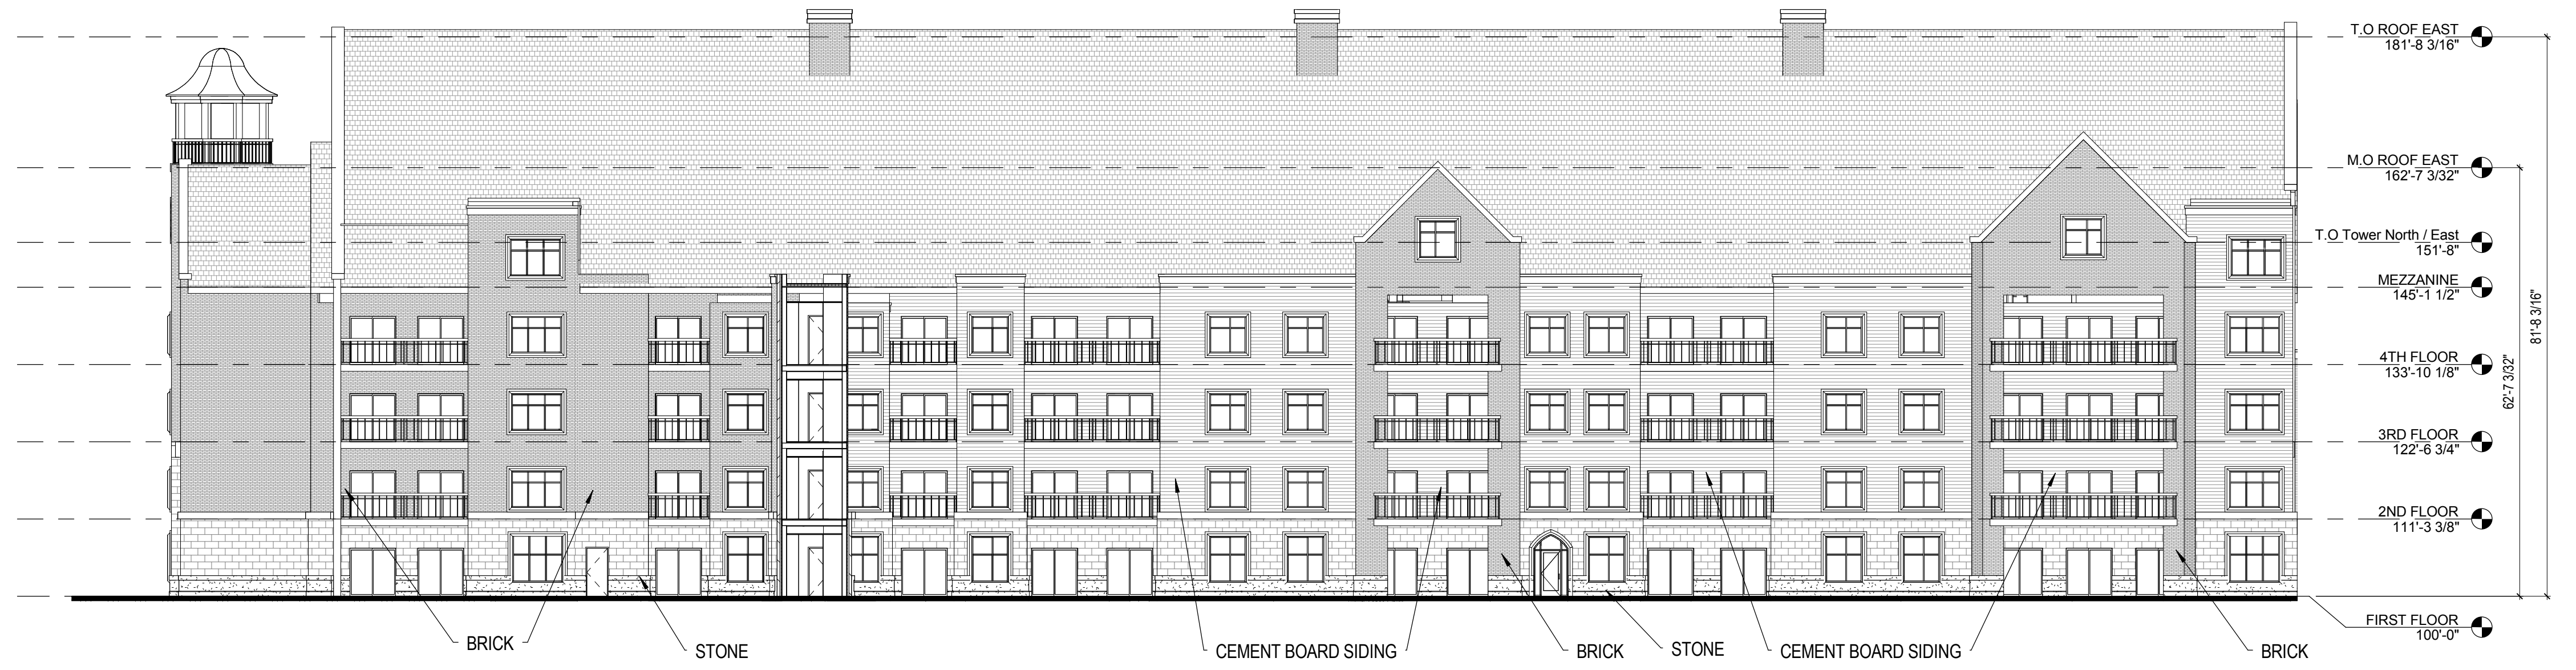 T.O ROOF EAST
181'-8 3/16"
M.O ROOF EAST
162'-7 3/32"
T.O Tower North / East
151'-8"
MEZZANINE
145'-1 1/2"
4TH FLOOR
133'-10 1/8"
3RD FLOOR
122'-6 3/4"
2ND FLOOR
111'-3 3/8"
FIRST FLOOR
100'-0"
62'-7 3/32"
81'-8 3/16"
BRICK
STONE
CEMENT BOARD SIDING
BRICK
STONE
CEMENT BOARD SIDING
BRICK